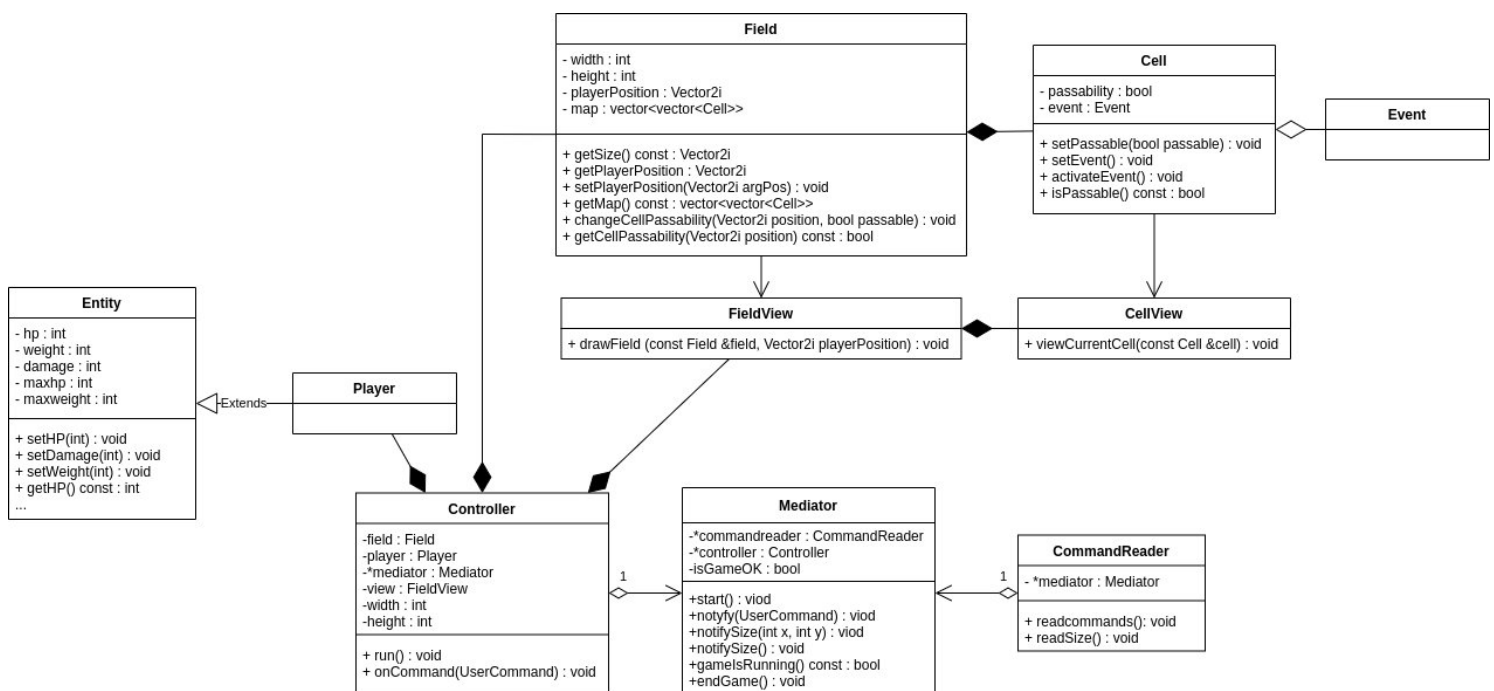 Field
- width : int
- height : int
- playerPosition : Vector2i
- map : vector<vector<Cell>>
+ getSize() const : Vector2i
+ getPlayerPosition : Vector2i
+ setPlayerPosition(Vector2i argPos) : void
+ getMap() const : vector<vector<Cell>>
+ changeCellPassability(Vector2i position, bool passable) : void
+ getCellPassability(Vector2i position) const : bool
Cell
- passability : bool
- event : Event
+ setPassable(bool passable) : void
+ setEvent() : void
+ activateEvent() : void
+ isPassable() const : bool
Event
Entity
- hp : int
- weight : int
- damage : int
- maxhp : int
- maxweight : int
+ setHP(int) : void
+ setDamage(int) : void
+ setWeight(int) : void
+ getHP() const : int
...
Extends
Player
FieldView
+ drawField (const Field &field, Vector2i playerPosition) : void
CellView
+ viewCurrentCell(const Cell &cell) : void
Controller
-field : Field
-player : Player
-*mediator : Mediator
-view : FieldView
-width : int
-height : int
+ run() : void
+ onCommand(UserCommand) : void
1
Mediator
-*commandreader : CommandReader
-*controller : Controller
-isGameOK : bool
+start() : viod
+notyfy(UserCommand) : viod
+notifySize(int x, int y) : viod
+notifySize() : void
+gameIsRunning() const : bool
+endGame() : void
1
CommandReader
- *mediator : Mediator
+ readcommands(): void
+ readSize() : void